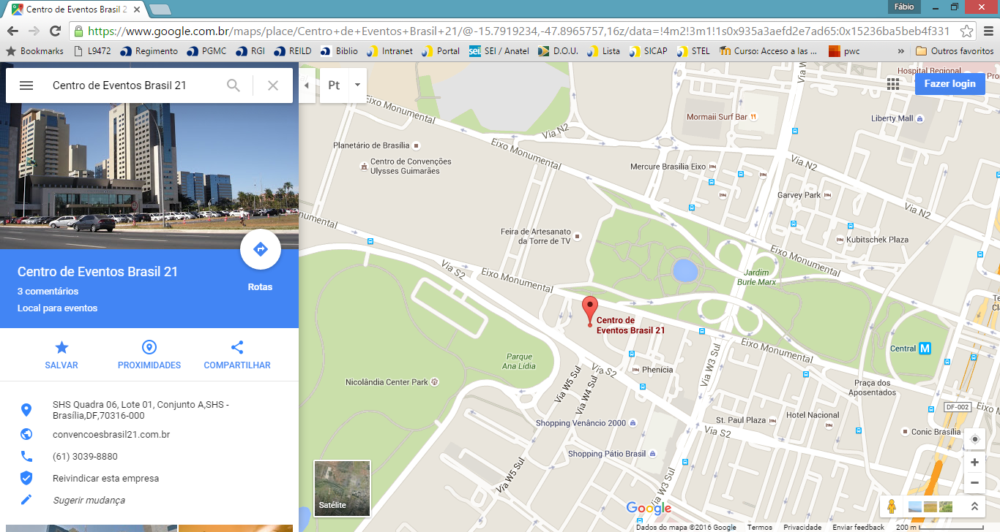 Centro de Eventos Brasil 2
Fábio
https://www.google.com.br/maps/place/Centro+de+Eventos+Brasil+21/@-15.7919234,-47.8965757,16z/data=!4m2!3m1!1s0x935a3aefd2e7ad65:0x15236ba5beb4f331
Bookmarks L9472 Regimento PGMC RGI REILD Biblio Intranet Portal SEI / Anatel D.O.U. Lista SICAP STEL Curso: Acceso a las ... pwc » Outros favoritos
Centro de Eventos Brasil 21
Pt
Fazer login
Centro de Eventos Brasil 21
3 comentários
Local para eventos
Rotas
SALVAR PROXIMIDADES COMPARTILHAR
SHS Quadra 06, Lote 01, Conjunto A,SHS -
Brasília,DF,70316-000
convencoesbrasil21.com.br
(61) 3039-8880
Reivindicar esta empresa
Sugerir mudança
Hospital Regional
Via W
Eixo Monumental
Mormaii Surf Bar
Liberty Mall
Via N2
Planetário de Brasília
Eixo Monumental
Centro de Convenções
Ulysses Guimarães
Mercure Brasilia Eixo
Via N2
Eixo Monumental
Garvey Park
Via N2
numental
Feira de Artesanato
da Torre de TV
Kubitschek Plaza
Eixo Monumental
Via S2
Eixo Monumental
Jardim
Burle Marx
Centro de
Eventos Brasil 21
Eixo Monumental
Central M
Parque
Ana Lídia
Via S2
Phenícia
Via W3 Sul
Nicolândia Center Park
Via W5 Sul
Via W4 Sul
Praça dos
Aposentados
DF-002
Eixo Mo
Shopping Venâncio 2000
St. Paul Plaza
Hotel Nacional
Via S2
Conic Brasília
Shopping Pátio Brasil
Via W5 Sul
Via W3 Sul
Satélite
Google
Dados do mapa ©2016 Google Termos Privacidade Enviar feedback 200 m